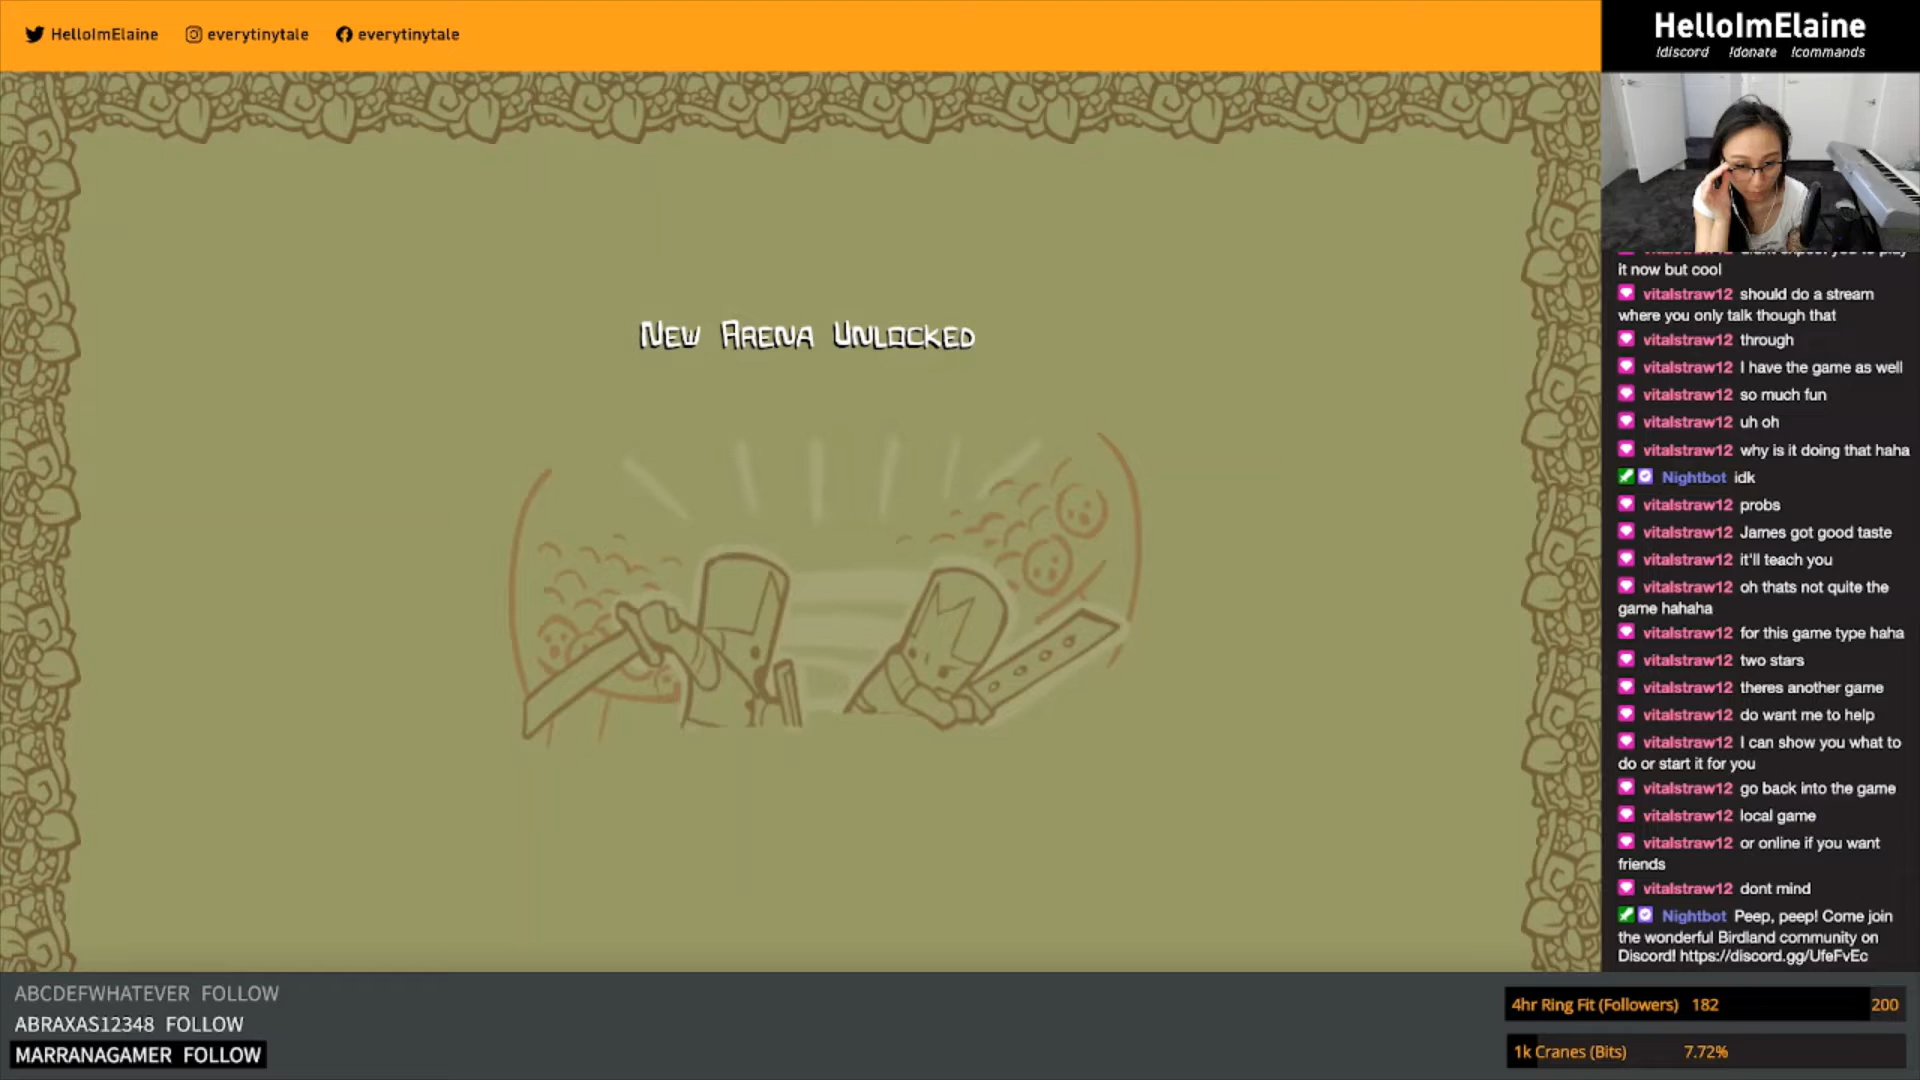 HelloImElaine everytinytale everytinytale
HelloImElaine
!discord !donate !commands
New Arena Unlocked
it now but cool
vitalstraw12 should do a stream
where you only talk though that
vitalstraw12 through
vitalstraw12 I have the game as well
vitalstraw12 so much fun
vitalstraw12 uh oh
vitalstraw12 why is it doing that haha
Nightbot idk
vitalstraw12 probs
vitalstraw12 James got good taste
vitalstraw12 it'll teach you
vitalstraw12 oh thats not quite the
game hahaha
vitalstraw12 for this game type haha
vitalstraw12 two stars
vitalstraw12 theres another game
vitalstraw12 do want me to help
vitalstraw12 I can show you what to
do or start it for you
vitalstraw12 go back into the game
vitalstraw12 local game
vitalstraw12 or online if you want
friends
vitalstraw12 dont mind
Nightbot Peep, peep! Come join
the wonderful Birdland community on
Discord! https://discord.gg/UfeFvEc
ABCDEFWHATEVER FOLLOW
ABRAXAS12348 FOLLOW
MARRANAGAMER FOLLOW
4hr Ring Fit (Followers) 182 200
1k Cranes (Bits) 7.72%